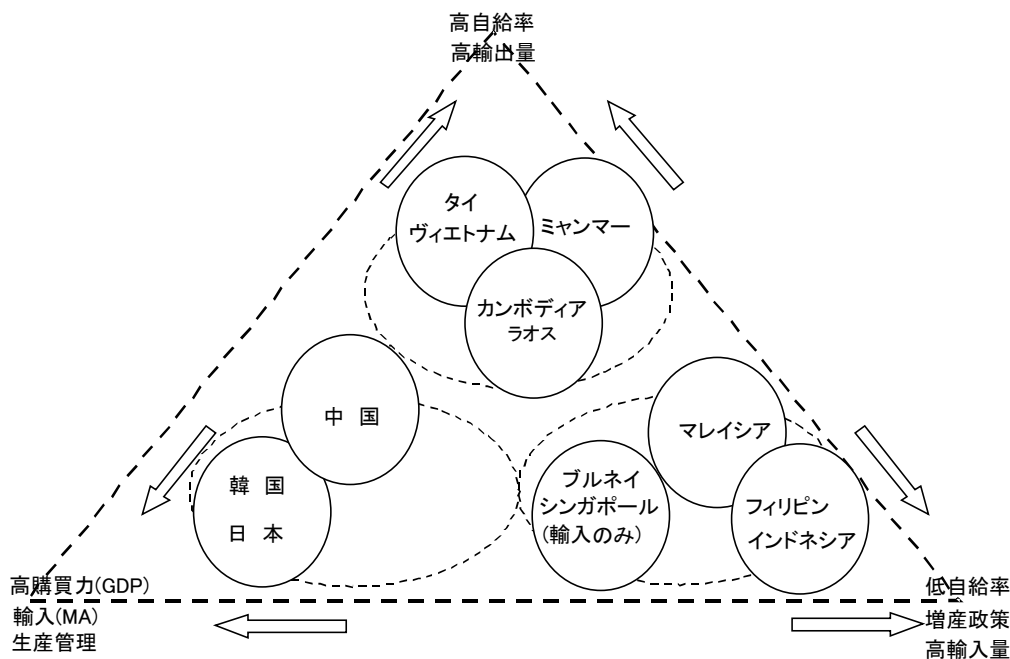 高自給率
高輸出量
タイ
ヴィエトナム
ミャンマー
カンボディア
ラオス
中　国
韓　国
日　本
マレイシア
ブルネイ
シンガポール
(輸入のみ)
フィリピン
インドネシア
高購買力(GDP)
輸入(MA)
生産管理
低自給率
増産政策
高輸入量